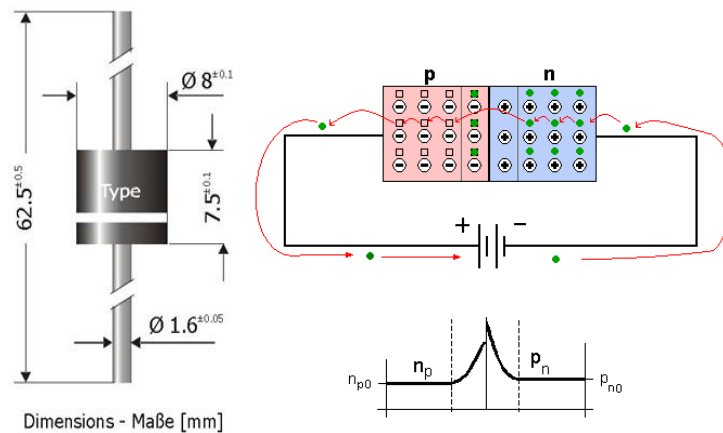 Ø 8±0.1
Type
62.5±0.5
7.5±0.1
Ø 1.6±0.05
Dimensions - Maße [mm]
p n
+ −
np pn
np0 pn0